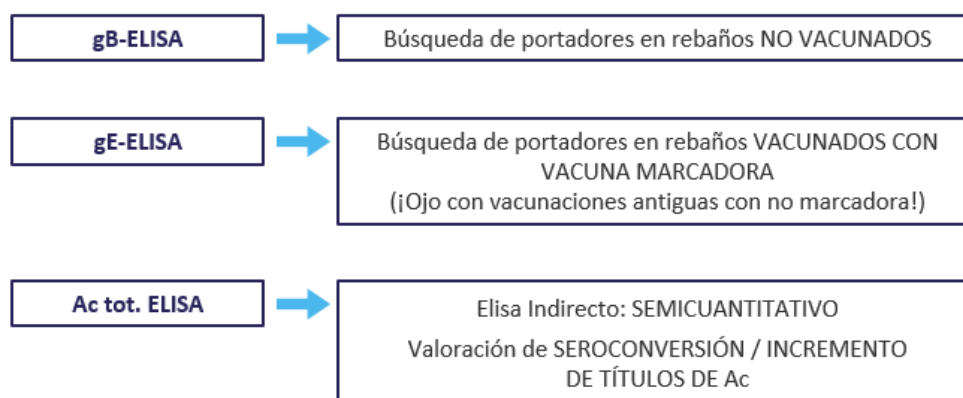 gB-ELISA
Búsqueda de portadores en rebaños NO VACUNADOS
gE-ELISA
Búsqueda de portadores en rebaños VACUNADOS CON
VACUNA MARCADORA
(¡Ojo con vacunaciones antiguas con no marcadora!)
Ac tot. ELISA
Elisa Indirecto: SEMICUANTITATIVO
Valoración de SEROCONVERSIÓN / INCREMENTO
DE TÍTULOS DE Ac